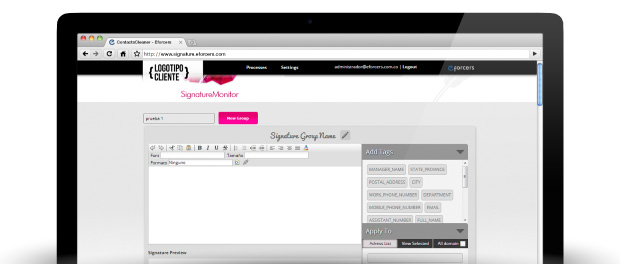 ContactsCleaner - Eforcers
http://www.signature.eforcers.com
{LOGOTIPO CLIENTE}
Processes Settings administrador@eforcers.com.co | Logout eforcers
SignatureMonitor
prueba 1 New Group
Signature Group Name
Add Tags
Font Tamaño
Formato Ninguno
MANAGER_NAME STATE_PROVINCE
POSTAL_ADDRESS CITY
WORK_PHONE_NUMBER DEPARTMENT
MOBILE_PHONE_NUMBER EMAIL
ASSISTANT_NUMBER FULL_NAME
Apply To
Adress List View Selected All domain
Signature Preview